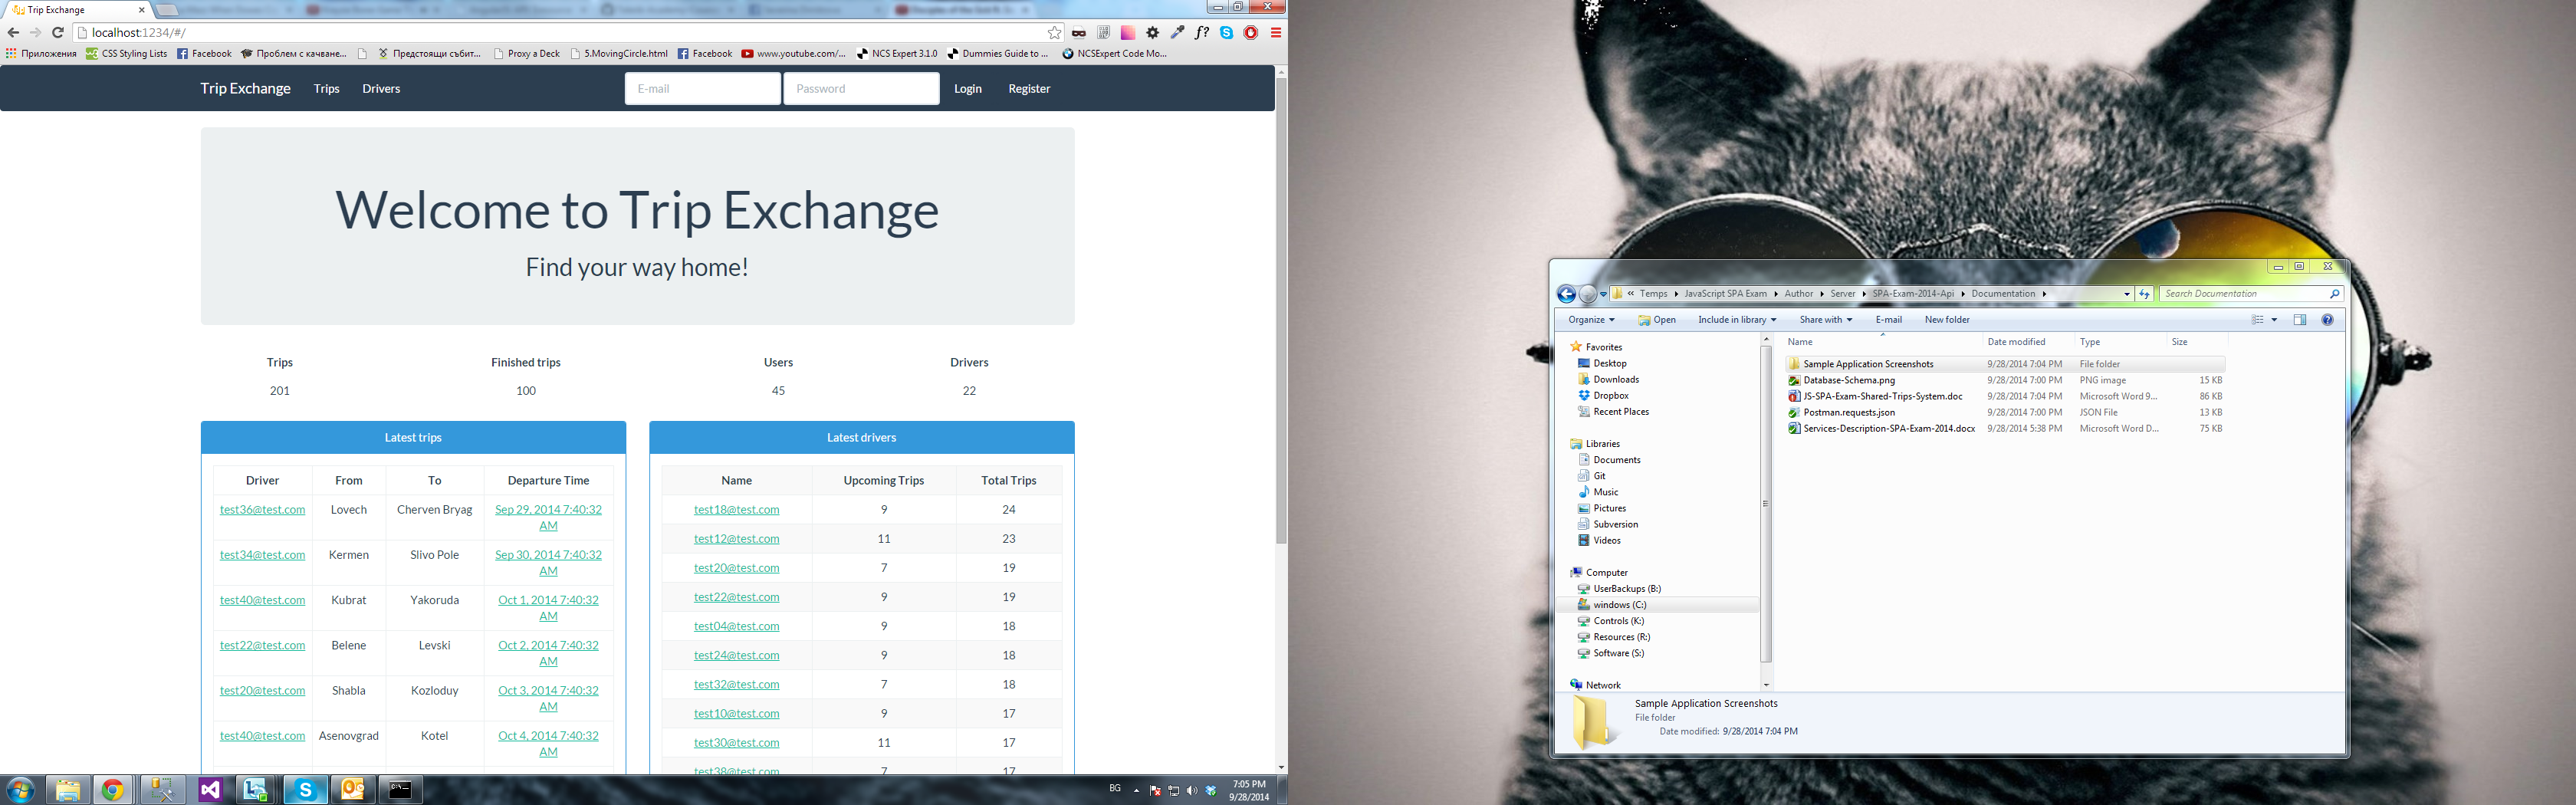 Trip Exchange
localhost:1234/#/
Приложения
CSS Styling Lists
Facebook
Проблем с качване...
Предстоящи събит...
Proxy a Deck
5.MovingCircle.html
Facebook
www.youtube.com/...
NCS Expert 3.1.0
Dummies Guide to ...
NCSExpert Code Mo...
Trip Exchange Trips Drivers E-mail Password Login Register
Welcome to Trip Exchange
Find your way home!
Trips Finished trips Users Drivers
201 100 45 22
Latest trips
Driver From To Departure Time
test36@test.com Lovech Cherven Bryag Sep 29, 2014 7:40:32
AM
test34@test.com Kermen Slivo Pole Sep 30, 2014 7:40:32
AM
test40@test.com Kubrat Yakoruda Oct 1, 2014 7:40:32
AM
test22@test.com Belene Levski Oct 2, 2014 7:40:32
AM
test20@test.com Shabla Kozloduy Oct 3, 2014 7:40:32
AM
test40@test.com Asenovgrad Kotel Oct 4, 2014 7:40:32
AM
Latest drivers
Name Upcoming Trips Total Trips
test18@test.com 9 24
test12@test.com 11 23
test20@test.com 7 19
test22@test.com 9 19
test04@test.com 9 18
test24@test.com 9 18
test32@test.com 7 18
test10@test.com 9 17
test30@test.com 11 17
test38@test.com 7 17
BG
7:05 PM
9/28/2014
« Temps JavaScript SPA Exam Author Server SPA-Exam-2014-Api Documentation
Search Documentation
Organize Open Include in library Share with E-mail New folder
Favorites
Desktop
Downloads
Dropbox
Recent Places
Libraries
Documents
Git
Music
Pictures
Subversion
Videos
Computer
UserBackups (B:)
windows (C:)
Controls (K:)
Resources (R:)
Software (S:)
Network
Name Date modified Type Size
Sample Application Screenshots 9/28/2014 7:04 PM File folder
Database-Schema.png 9/28/2014 7:00 PM PNG image 15 KB
JS-SPA-Exam-Shared-Trips-System.doc 9/28/2014 7:04 PM Microsoft Word 9... 86 KB
Postman.requests.json 9/28/2014 7:00 PM JSON File 13 KB
Services-Description-SPA-Exam-2014.docx 9/28/2014 5:38 PM Microsoft Word D... 75 KB
Sample Application Screenshots
File folder
Date modified: 9/28/2014 7:04 PM